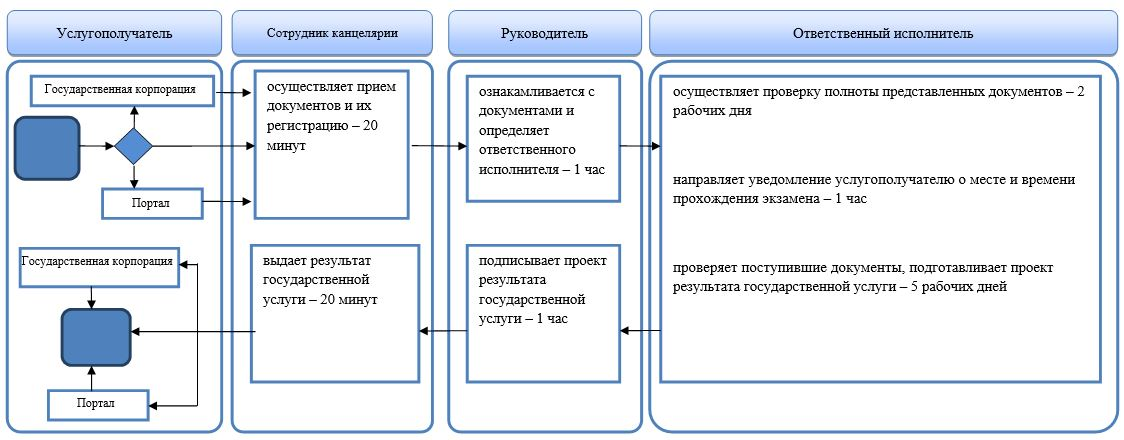 Услугополучатель
Сотрудник канцелярии
Руководитель
Ответственный исполнитель
Государственная корпорация
Портал
осуществляет прием
документов и их
регистрацию – 20
минут
ознакамливается с
документами и
определяет
ответственного
исполнителя – 1 час
осуществляет проверку полноты представленных документов – 2
рабочих дня
направляет уведомление услугополучателю о месте и времени
прохождения экзамена – 1 час
проверяет поступившие документы, подготавливает проект
результата государственной услуги – 5 рабочих дней
подписывает проект
результата
государственной
услуги – 1 час
выдает результат
государственной
услуги – 20 минут
Государственная корпорация
Портал